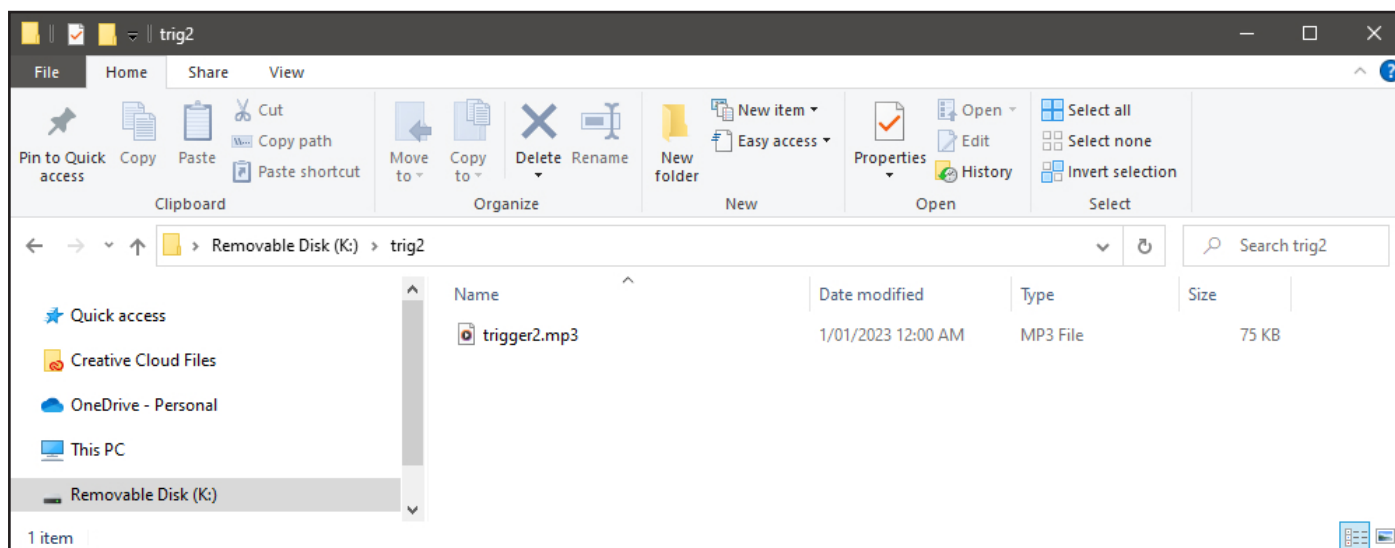 trig2
File Home Share View
Pin to Quick access
Copy
Paste
Cut
Copy path
Paste shortcut
Clipboard
Move to
Copy to
Delete
Rename
Organize
New folder
New item
Easy access
New
Properties
Open
Edit
History
Open
Select all
Select none
Invert selection
Select
Removable Disk (K:) > trig2
Search trig2
Quick access
Creative Cloud Files
OneDrive - Personal
This PC
Removable Disk (K:)
Name Date modified Type Size
trigger2.mp3 1/01/2023 12:00 AM MP3 File 75 KB
1 item